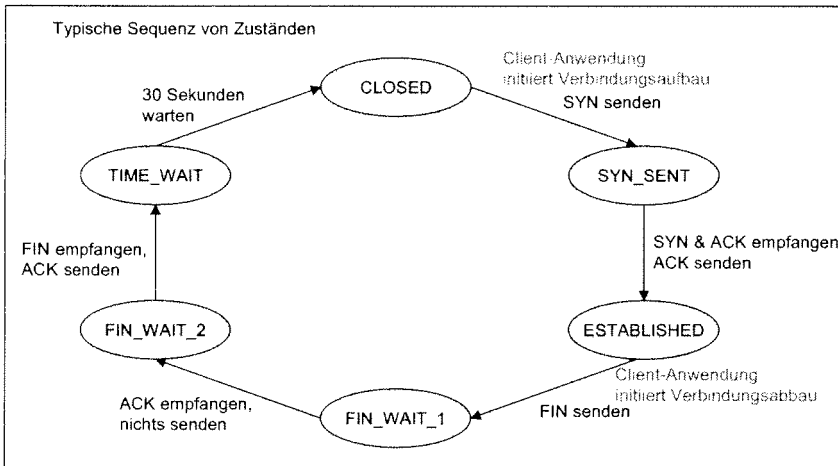 Typische Sequenz von Zuständen
Client-Anwendung
initiiert Verbindungsaufbau
CLOSED
30 Sekunden
warten
SYN senden
TIME_WAIT
SYN_SENT
FIN empfangen,
ACK senden
SYN & ACK empfangen
ACK senden
FIN_WAIT_2
ESTABLISHED
Client-Anwendung
initiiert Verbindungsabbau
ACK empfangen,
nichts senden
FIN_WAIT_1
FIN senden